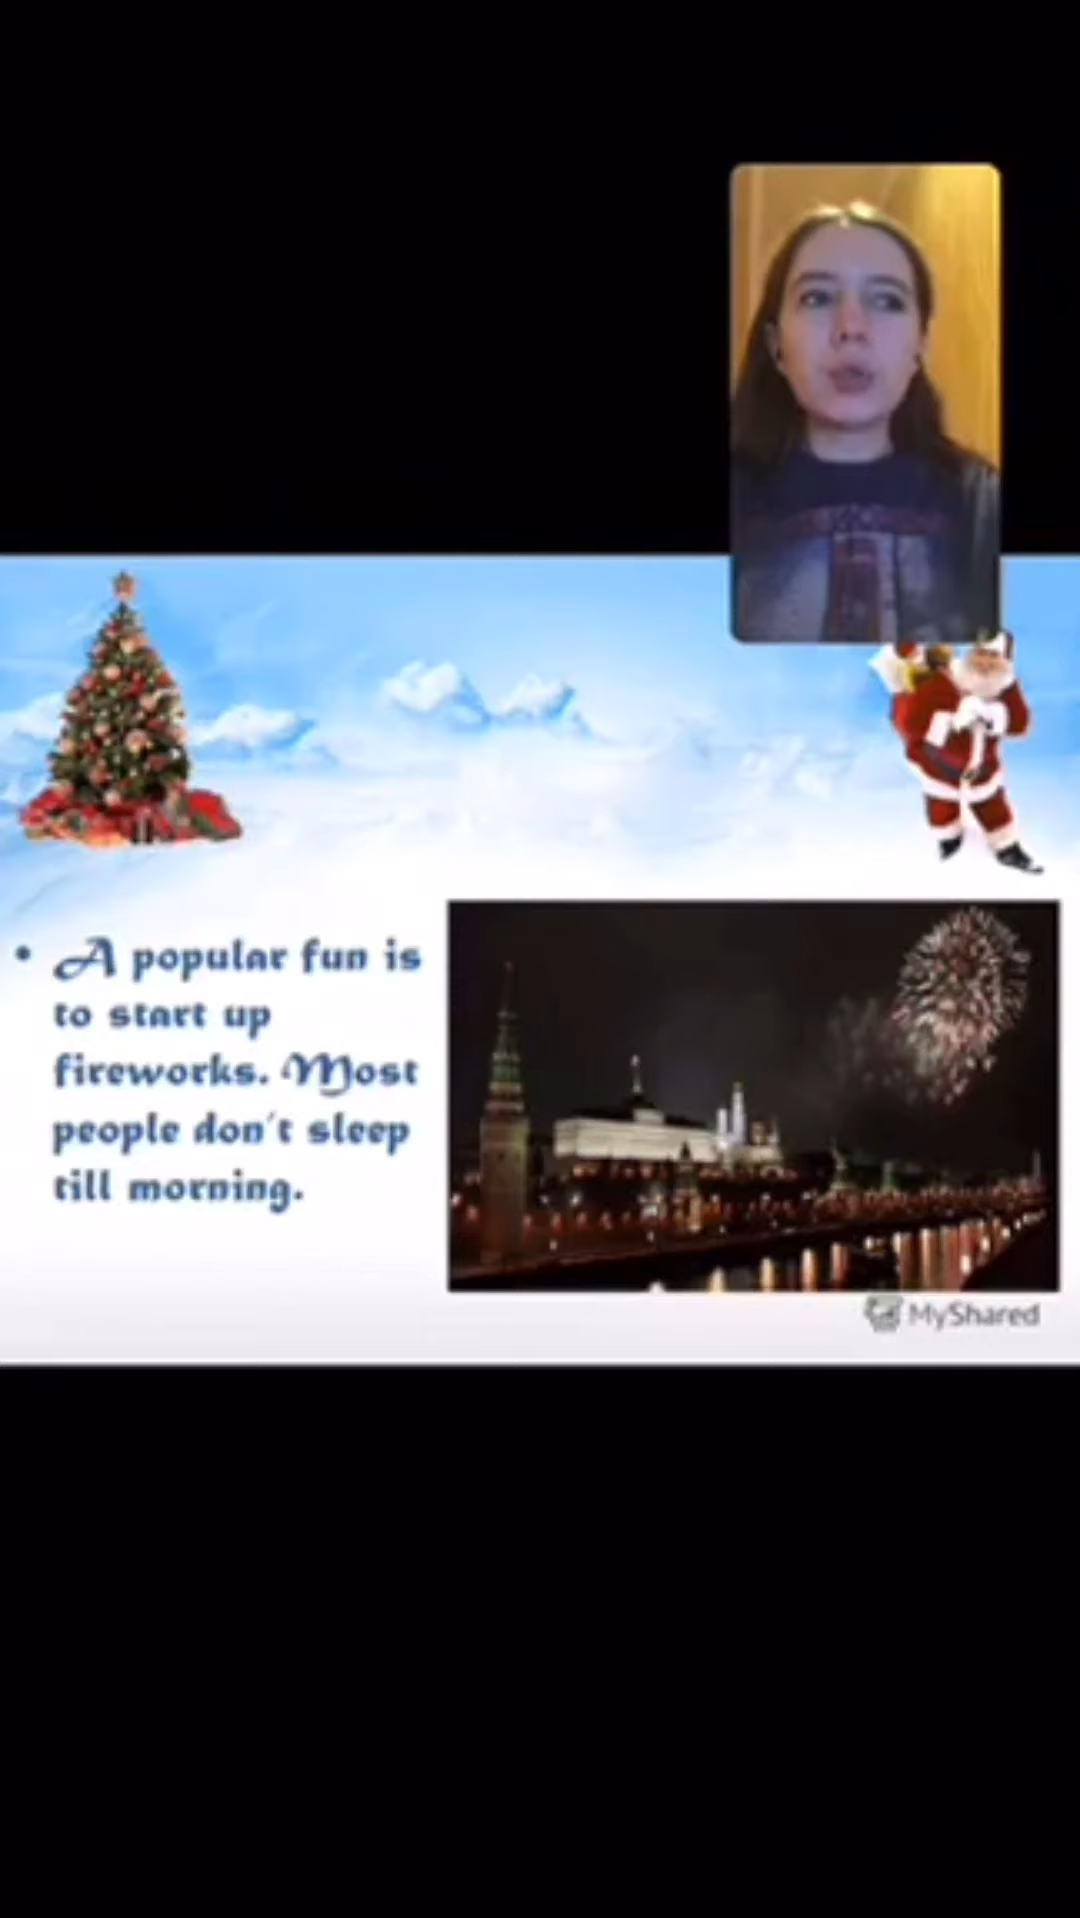 • A popular fun is
to start up
fireworks. Most
people don't sleep
till morning.
MyShared